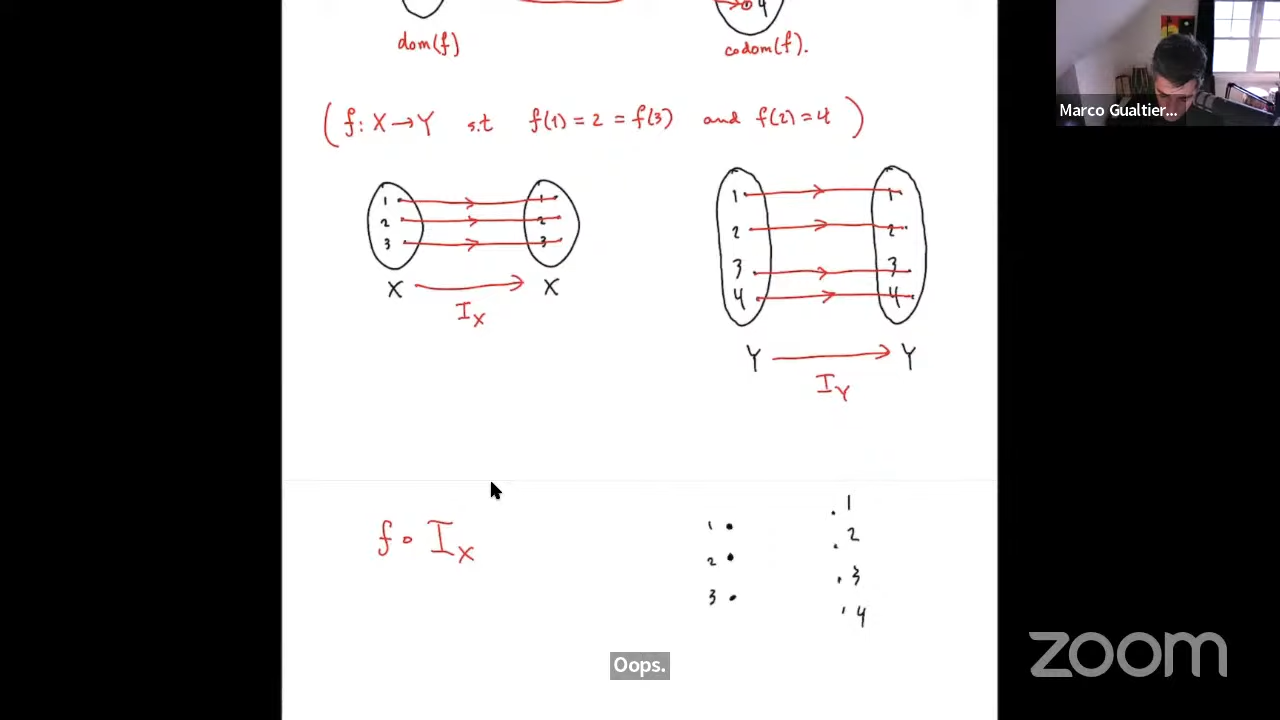 4
dom(f)
codom(f).
(f: X→Y s.t f(1) = 2 = f(3) and f(2) = 4)
1 1
2 2
3 3
X X
I_X
1 1
2 2
3 3
4 4
Y Y
I_Y
f∘I_X
1
2
3
1
2
3
4
Oops.
Marco Gualtier...
zoom